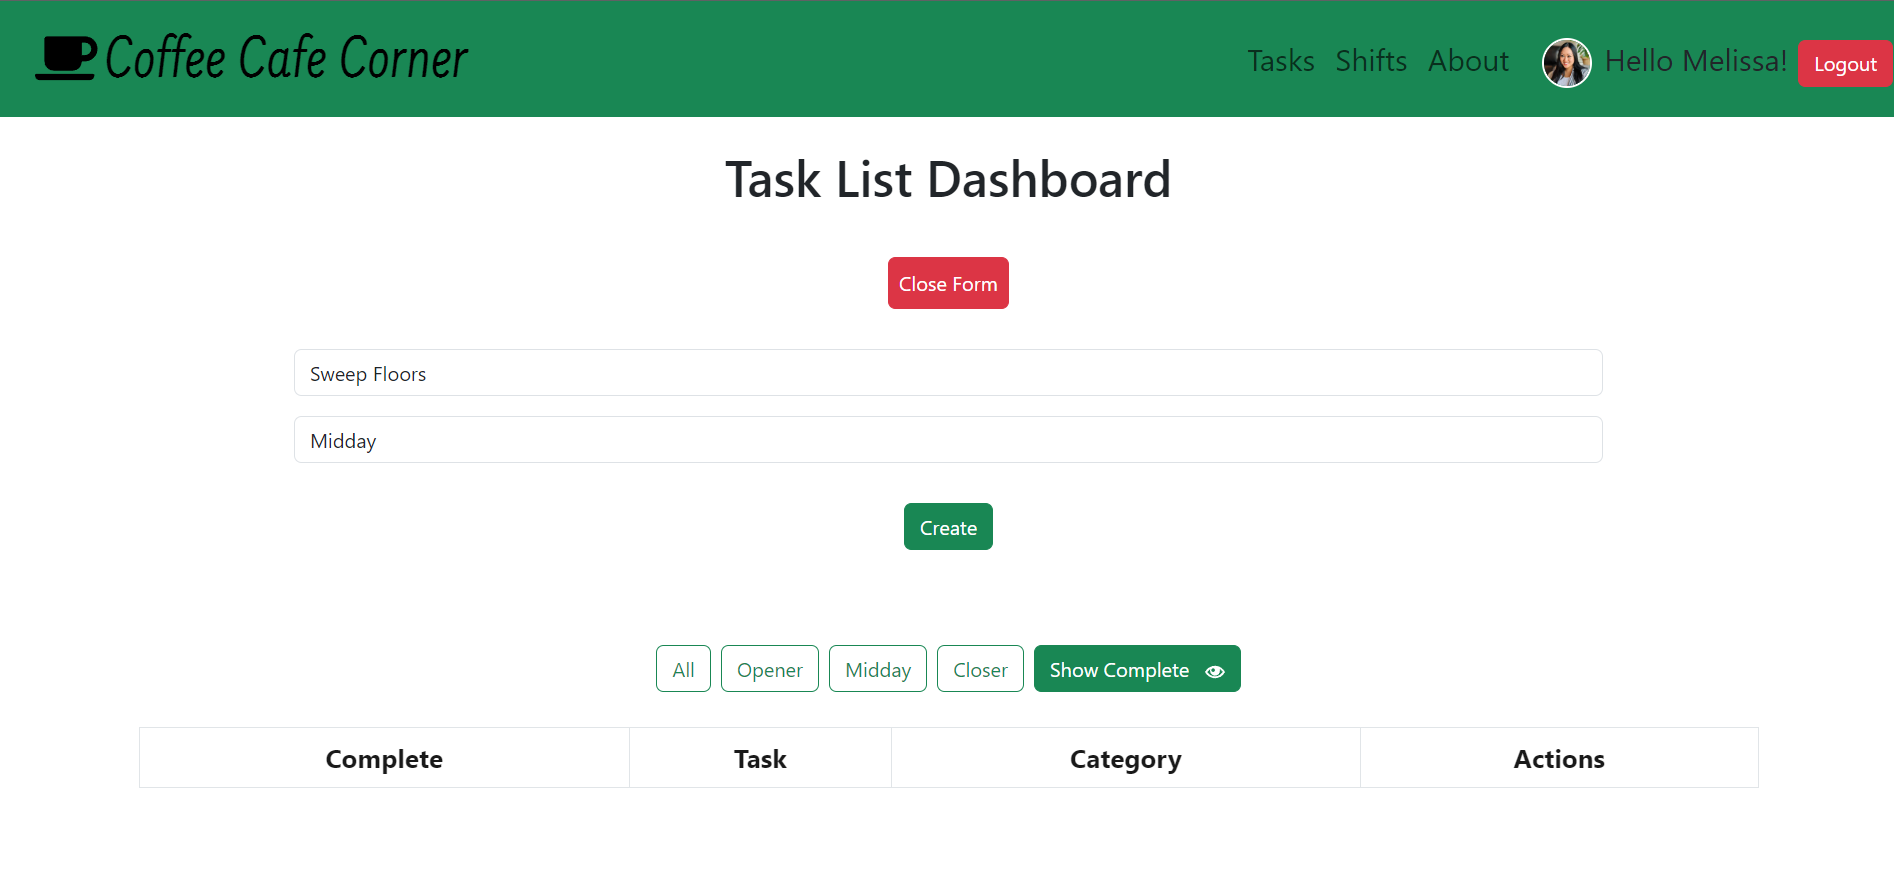 Coffee Cafe Corner
Tasks Shifts About Hello Melissa! Logout
Task List Dashboard
Close Form
Sweep Floors
Midday
Create
All Opener Midday Closer Show Complete
Complete Task Category Actions